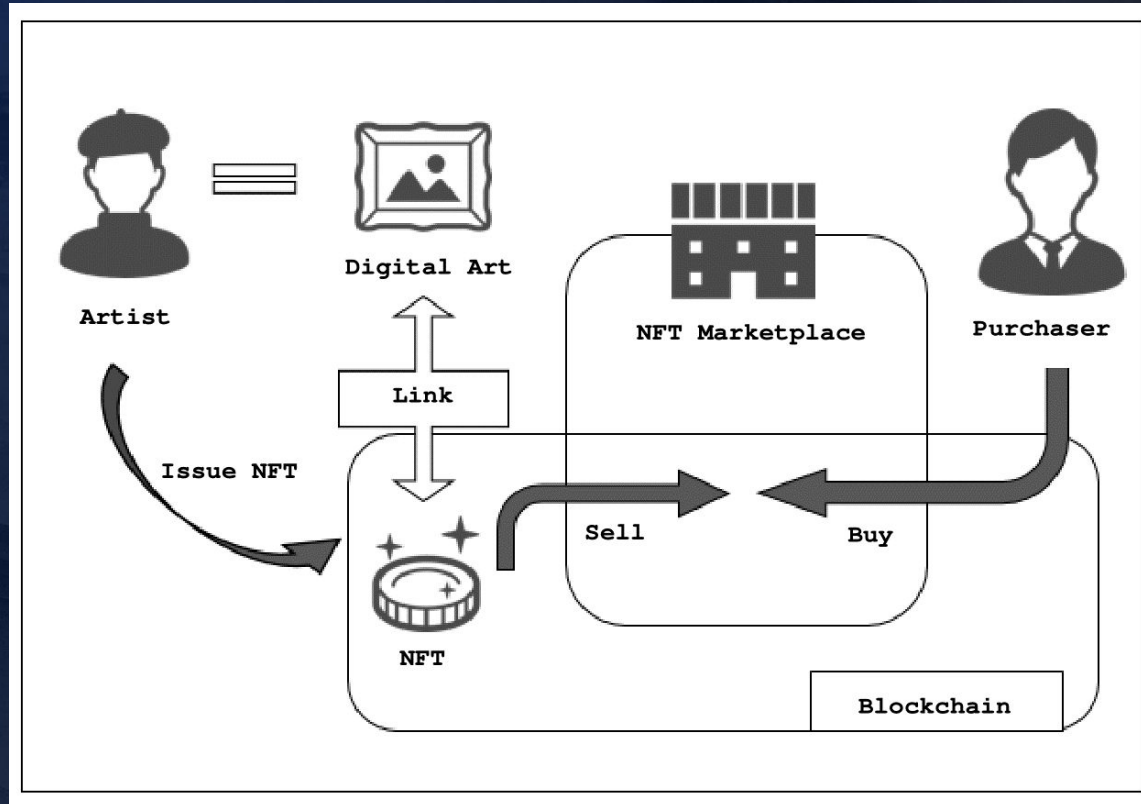 Digital Art
Artist
NFT Marketplace
Purchaser
Link
Issue NFT
Sell
Buy
NFT
Blockchain